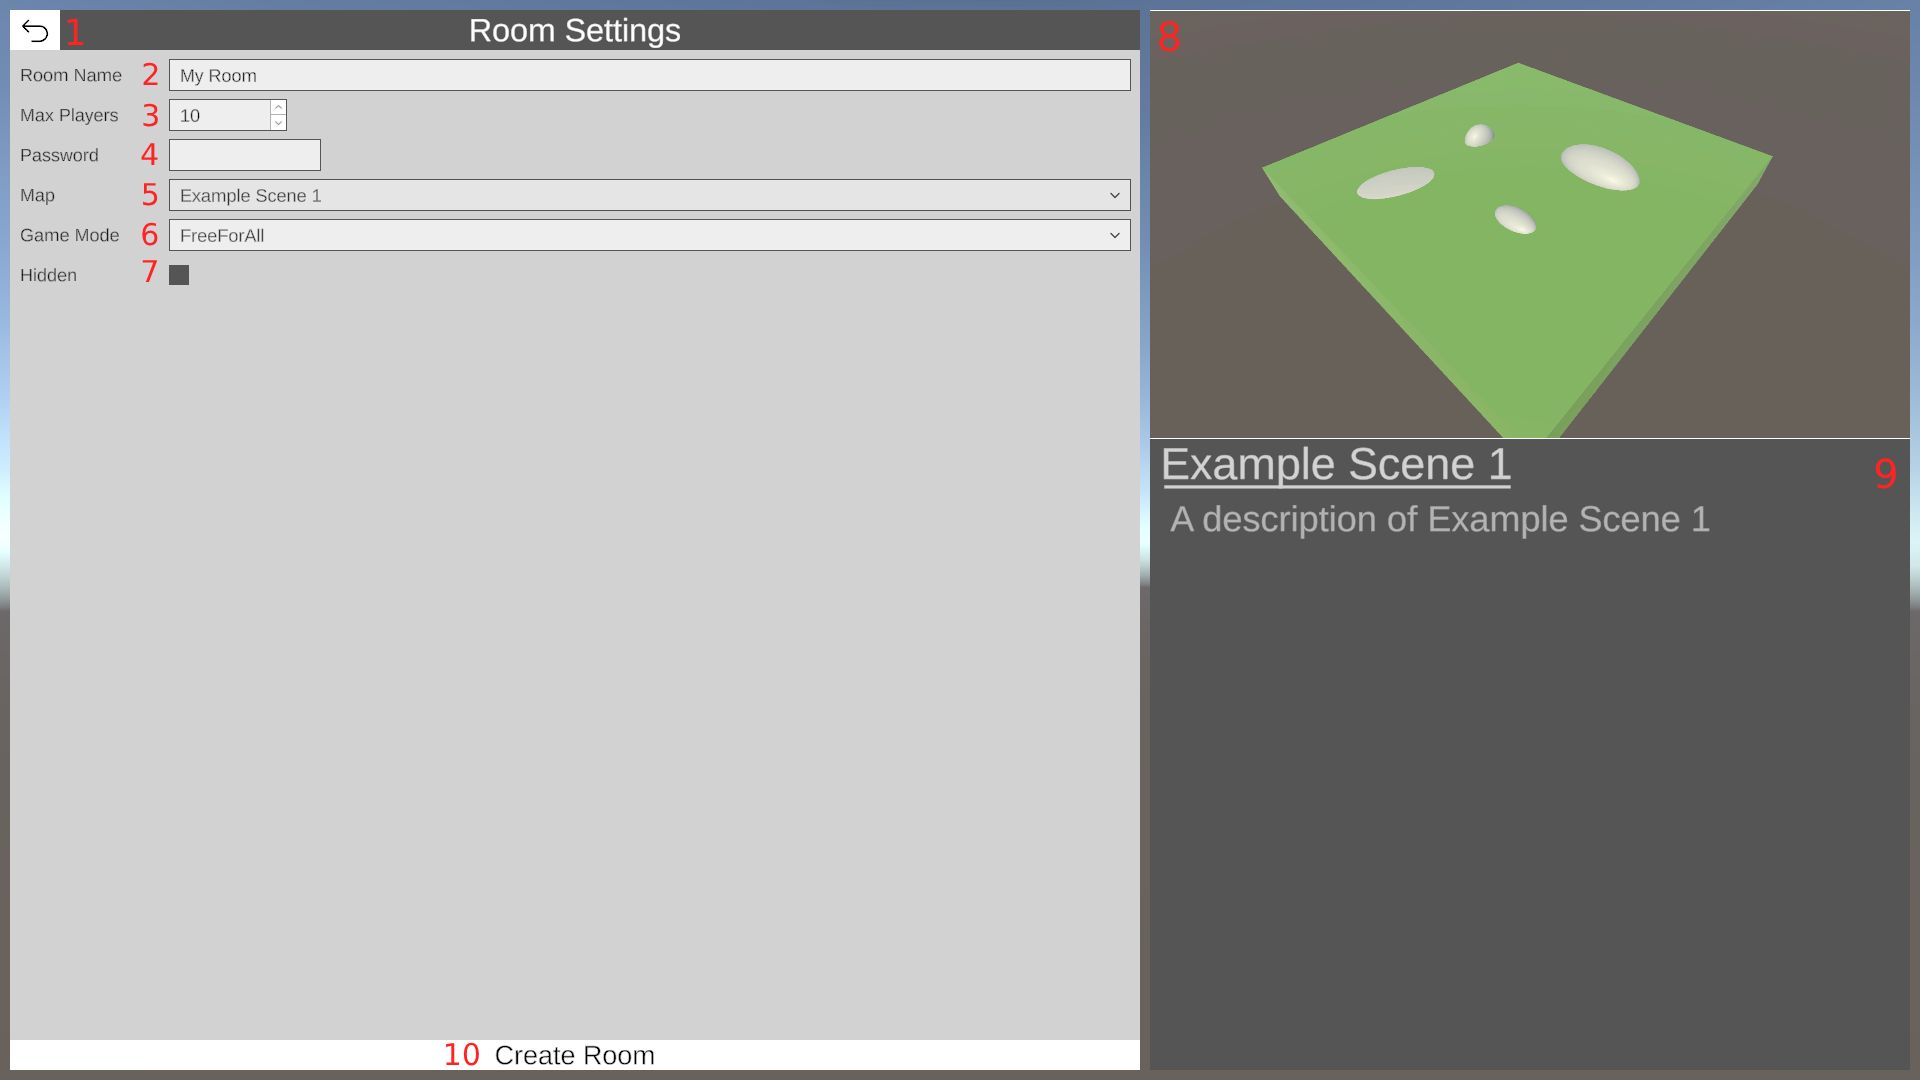 1 Room Settings
Room Name 2 My Room
Max Players 3 10
Password 4
Map 5 Example Scene 1
Game Mode 6 FreeForAll
Hidden 7
10 Create Room
8
Example Scene 1 9
A description of Example Scene 1